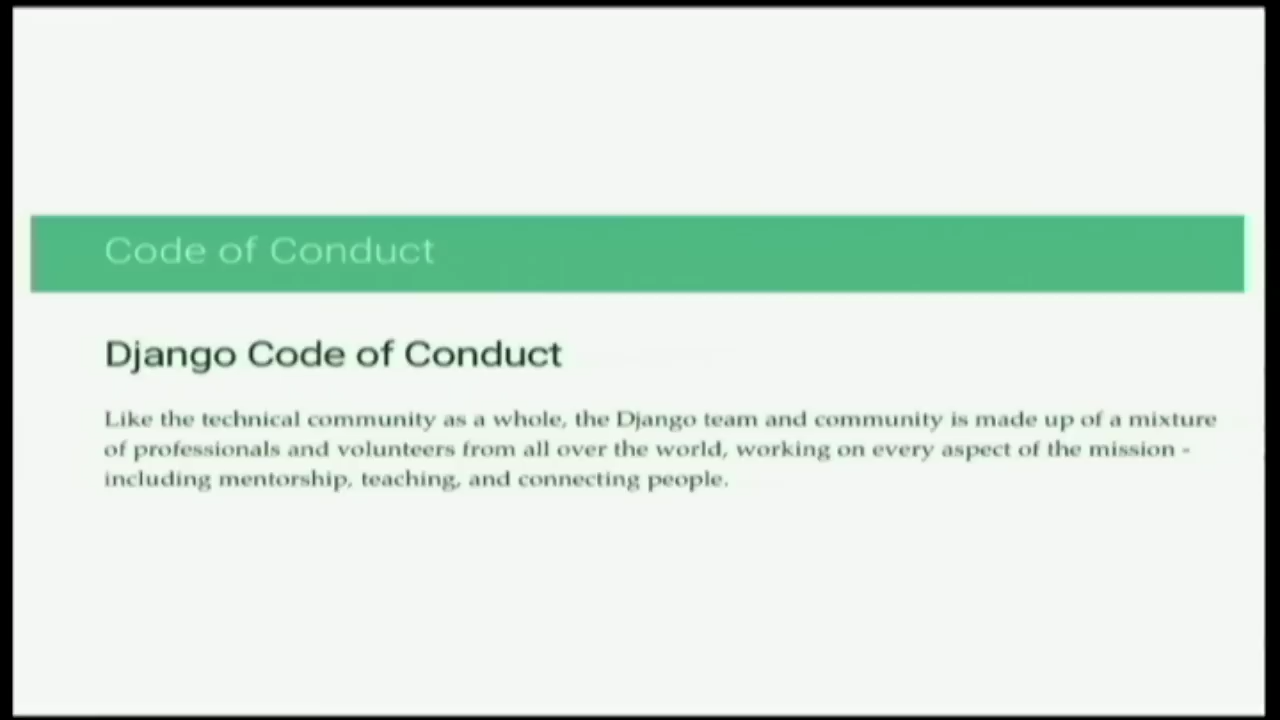 Code of Conduct
Django Code of Conduct
Like the technical community as a whole, the Django team and community is made up of a mixture
of professionals and volunteers from all over the world, working on every aspect of the mission -
including mentorship, teaching, and connecting people.